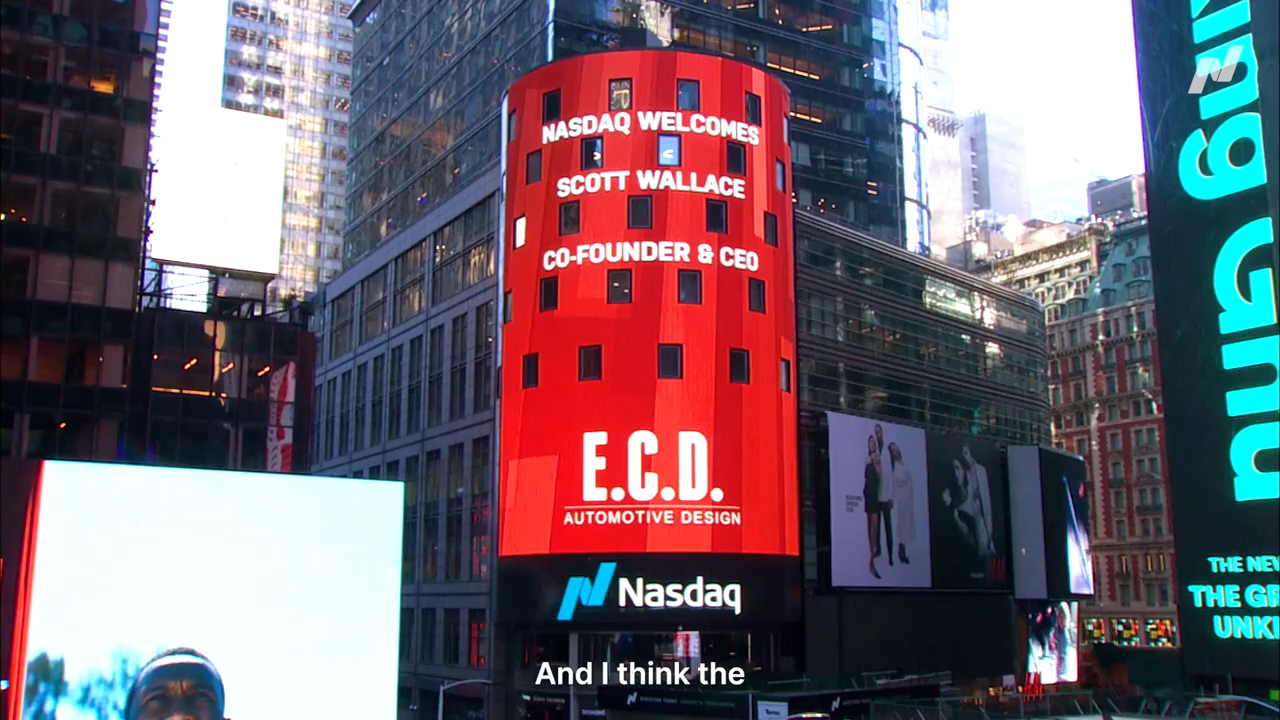 NASDAQ WELCOMES
SCOTT WALLACE
CO-FOUNDER & CEO
E.C.D.
AUTOMOTIVE DESIGN
Nasdaq
And I think the
THE NEW
THE GR
UNKI